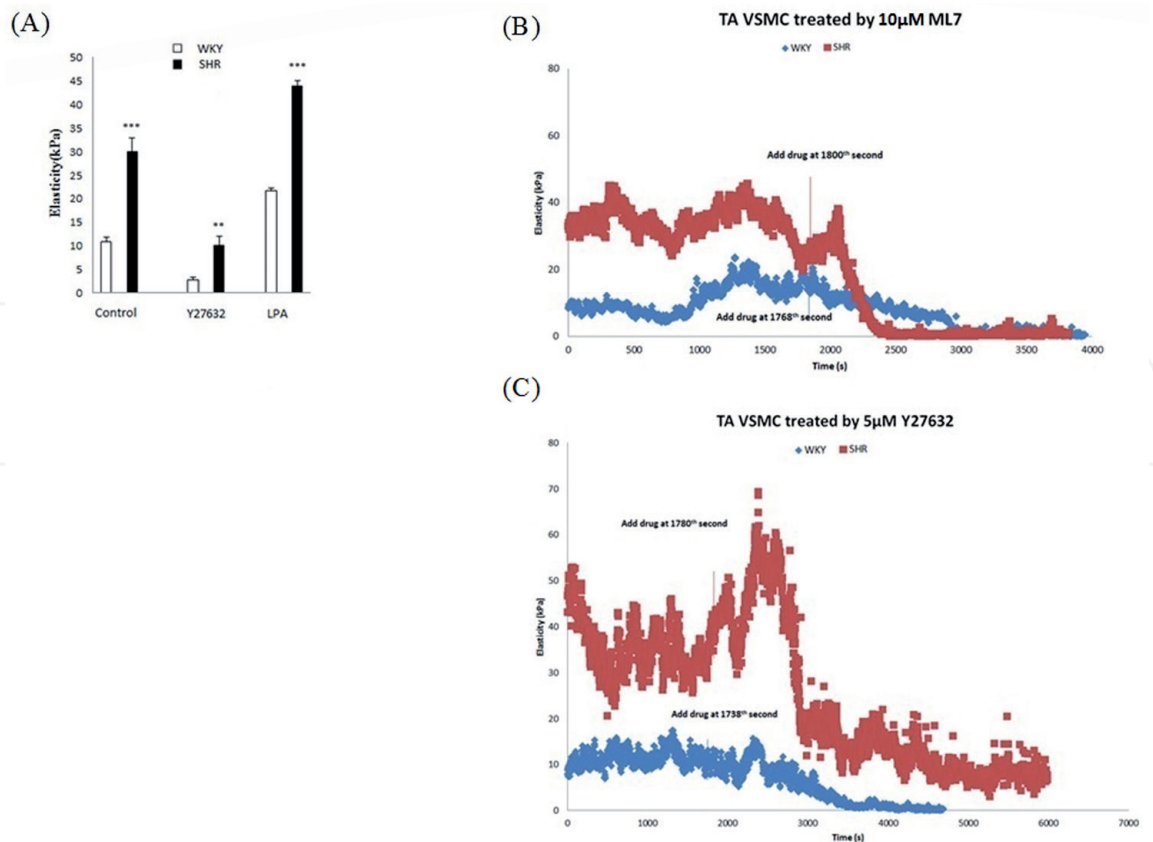 (A)
WKY
SHR
Elasticity(kPa)
50
45
40
35
30
25
20
15
10
5
0
***
**
***
Control
Y27632
LPA
(B)
TA VSMC treated by 10µM ML7
WKY
SHR
Elasticity (kPa)
80
60
40
20
0
Add drug at 1800th second
Add drug at 1768th second
0
500
1000
1500
2000
2500
3000
3500
4000
Time (s)
(C)
TA VSMC treated by 5µM Y27632
WKY
SHR
Elasticity (kPa)
80
70
60
50
40
30
20
10
0
Add drug at 1780th second
Add drug at 1738th second
0
1000
2000
3000
4000
5000
6000
7000
Time (s)